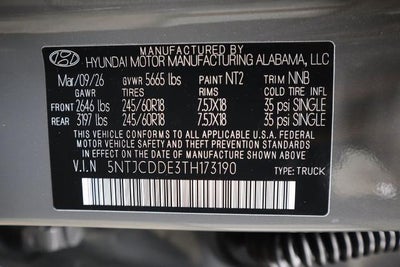 MANUFACTURED BY
HYUNDAI MOTOR MANUFACTURING ALABAMA, LLC
Mar/09/26 GVWR 5665 lbs PAINT NT2 TRIM NNB
GAWR TIRES RIMS COLD TIRE INFL
FRONT 2646 lbs 245/60R18 7.5JX18 35 psi SINGLE
REAR 3197 lbs 245/60R18 7.5JX18 35 psi SINGLE
THIS VEHICLE CONFORMS TO ALL APPLICABLE U.S.A. FEDERAL
MOTOR VEHICLE SAFETY STANDARDS IN EFFECT ON THE DATE
OF MANUFACTURE SHOWN ABOVE.
V.I.N 5NTJCDDE3TH173190 TYPE: TRUCK